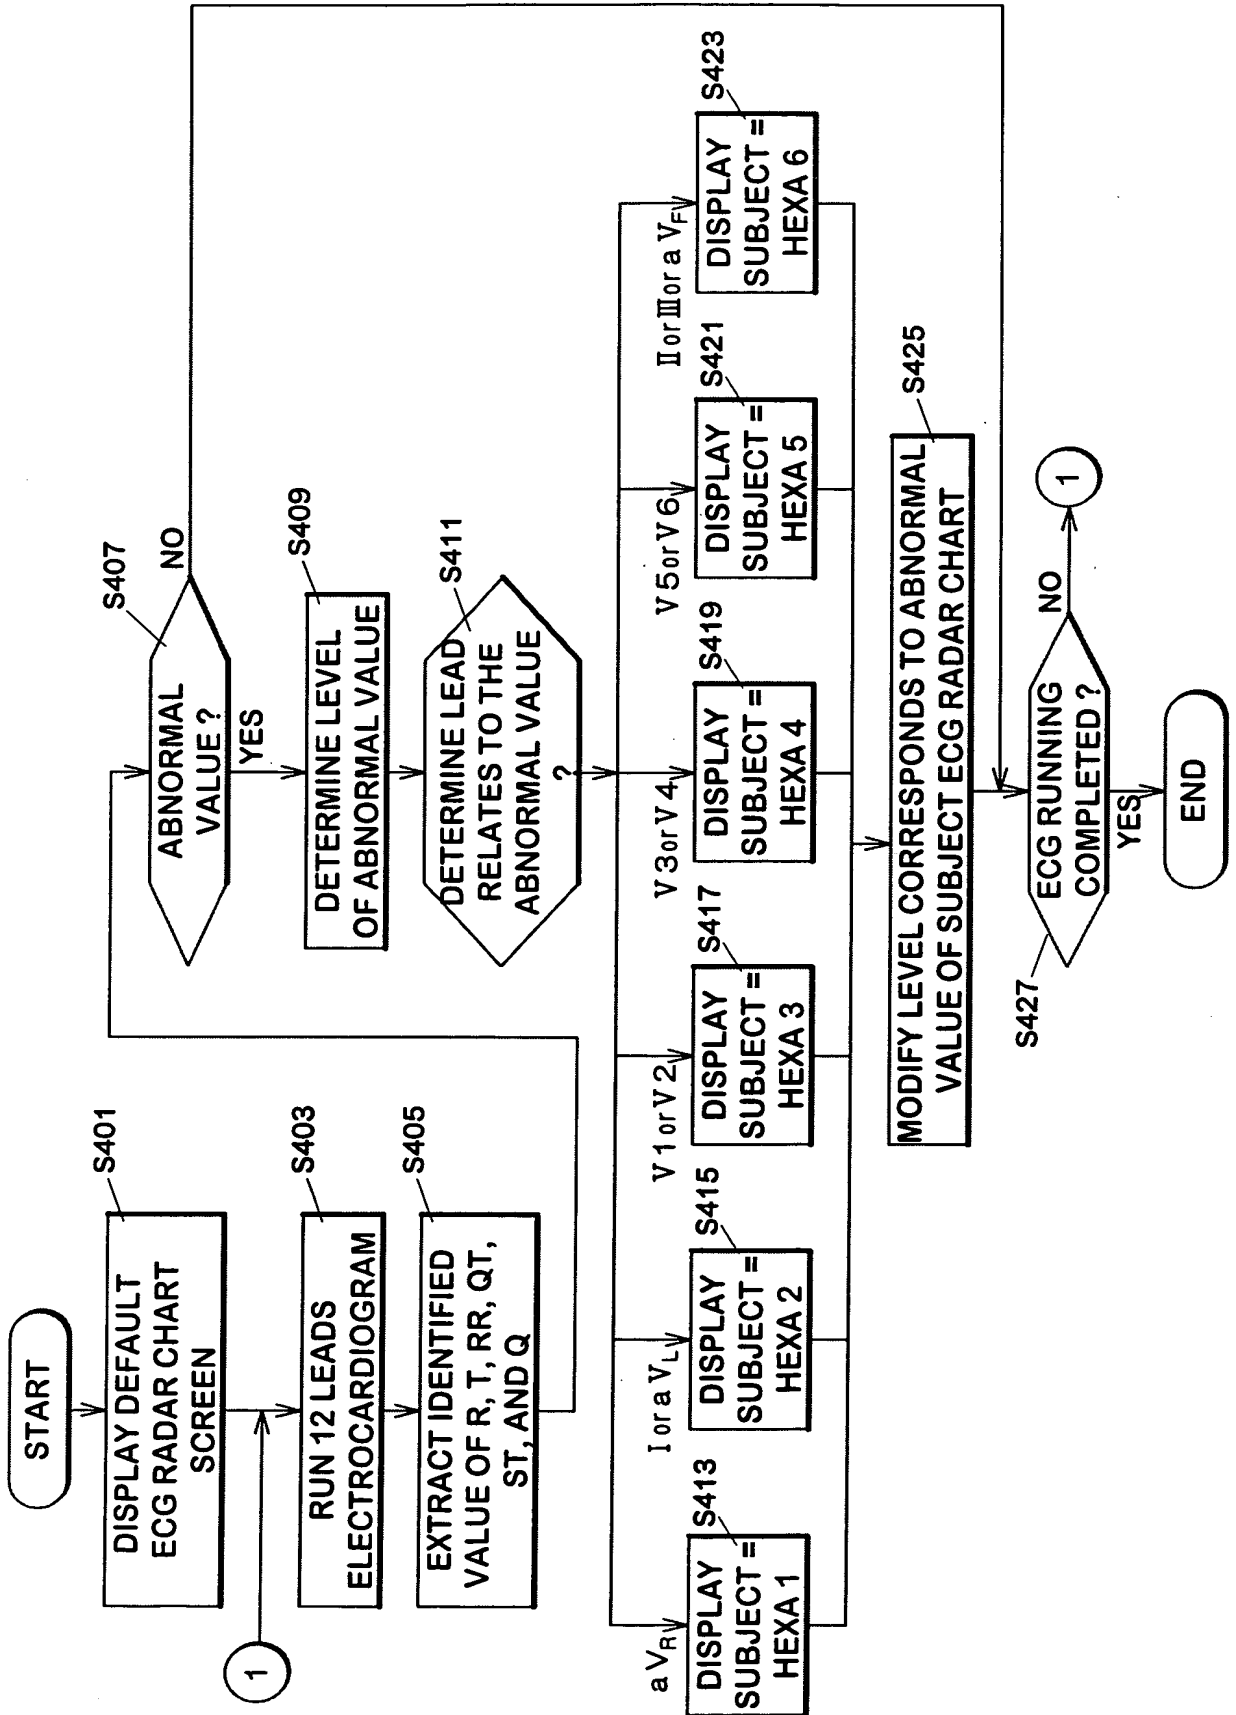 START
S401
DISPLAY DEFAULT
ECG RADAR CHART
SCREEN
1
S403
RUN 12 LEADS
ELECTROCARDIOGRAM
S405
EXTRACT IDENTIFIED
VALUE OF R, T, RR, QT,
ST, AND Q
S407
ABNORMAL
VALUE?
NO
YES
S409
DETERMINE LEVEL
OF ABNORMAL VALUE
S411
DETERMINE LEAD
RELATES TO THE
ABNORMAL VALUE
?
aVR
S413
DISPLAY
SUBJECT =
HEXA 1
I or aVL
S415
DISPLAY
SUBJECT =
HEXA 2
V1 or V2
S417
DISPLAY
SUBJECT =
HEXA 3
V3 or V4
S419
DISPLAY
SUBJECT =
HEXA 4
V5 or V6
S421
DISPLAY
SUBJECT =
HEXA 5
II or III or aVF
S423
DISPLAY
SUBJECT =
HEXA 6
S425
MODIFY LEVEL CORRESPONDS TO ABNORMAL
VALUE OF SUBJECT ECG RADAR CHART
S427
ECG RUNNING
COMPLETED?
NO
1
YES
END